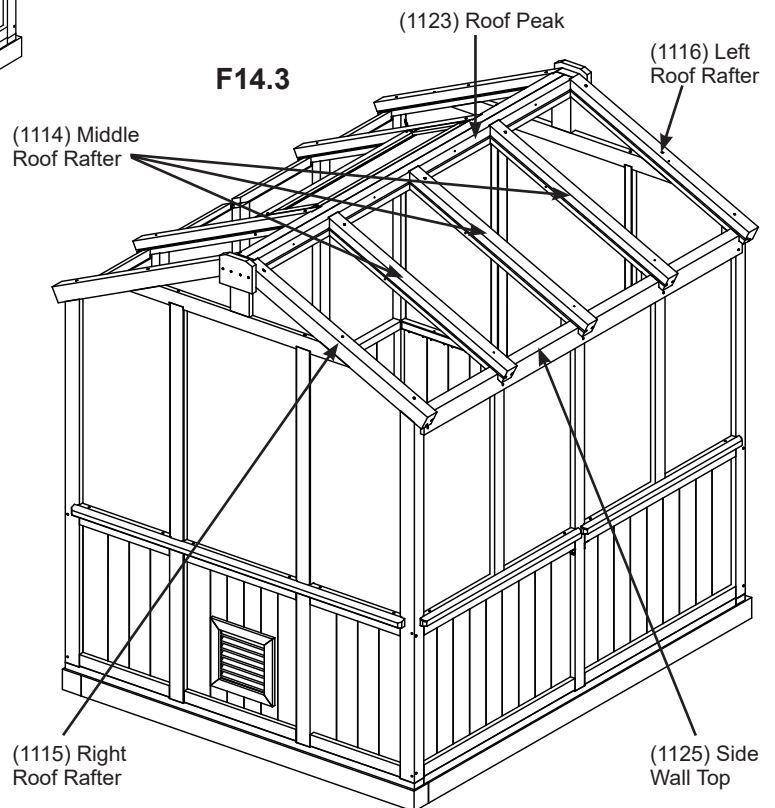 (1123) Roof Peak
F14.3
(1116) Left
Roof Rafter
(1114) Middle
Roof Rafter
(1115) Right
Roof Rafter
(1125) Side
Wall Top